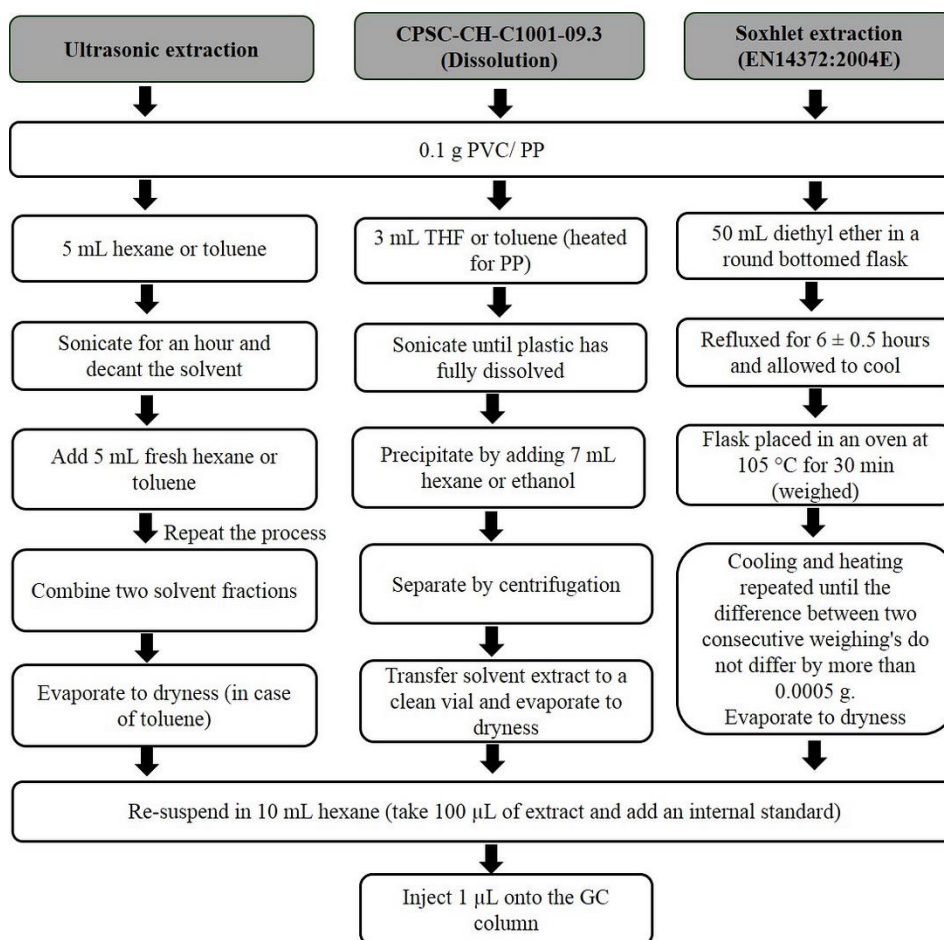 Ultrasonic extraction
CPSC-CH-C1001-09.3
(Dissolution)
Soxhlet extraction
(EN14372:2004E)
0.1 g PVC/ PP
5 mL hexane or toluene
Sonicate for an hour and
decant the solvent
Add 5 mL fresh hexane or
toluene
Repeat the process
Combine two solvent fractions
Evaporate to dryness (in case
of toluene)
3 mL THF or toluene (heated
for PP)
Sonicate until plastic has
fully dissolved
Precipitate by adding 7 mL
hexane or ethanol
Separate by centrifugation
Transfer solvent extract to a
clean vial and evaporate to
dryness
50 mL diethyl ether in a
round bottomed flask
Refluxed for 6 ± 0.5 hours
and allowed to cool
Flask placed in an oven at
105 °C for 30 min
(weighed)
Cooling and heating
repeated until the
difference between two
consecutive weighing's do
not differ by more than
0.0005 g.
Evaporate to dryness
Re-suspend in 10 mL hexane (take 100 µL of extract and add an internal standard)
Inject 1 µL onto the GC
column